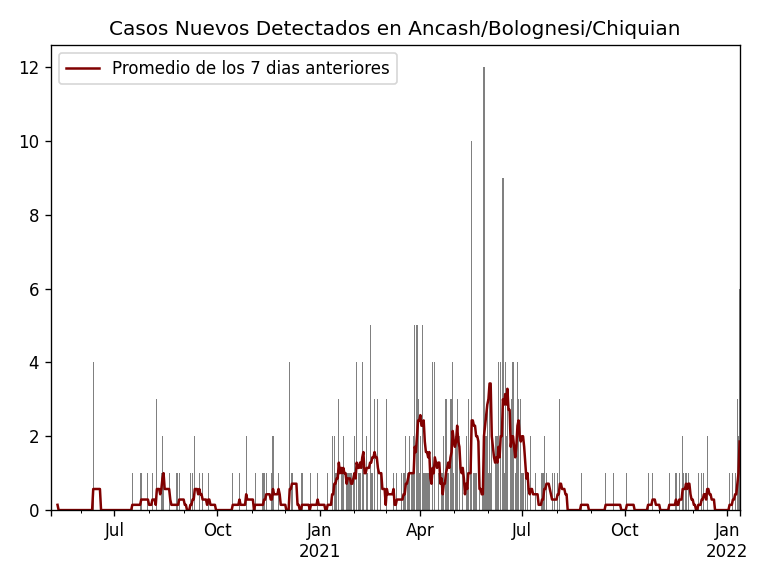 Casos Nuevos Detectados en Ancash/Bolognesi/Chiquian
Promedio de los 7 dias anteriores
12
10
8
6
4
2
0
Jul
Oct
Jan
2021
Apr
Jul
Oct
Jan
2022